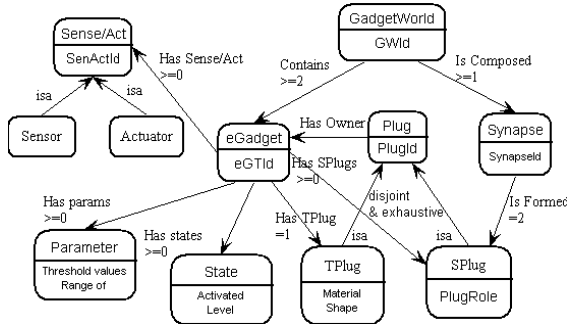 Sense/Act
SenActId
GadgetWorld
GWId
Has Sense/Act
>=0
Contains
>=2
Is Composed
>=1
isa
isa
Sensor
Actuator
eGadget
eGTId
Has Owner
Plug
PlugId
Synapse
SynapseId
Has SPlugs
>=0
disjoint
& exhaustive
Has params
>=0
Has states
>=0
Has TPlug
=1
isa
isa
Is Formed
=2
Parameter
Threshold values
Range of
State
Activated
Level
TPlug
Material
Shape
SPlug
PlugRole